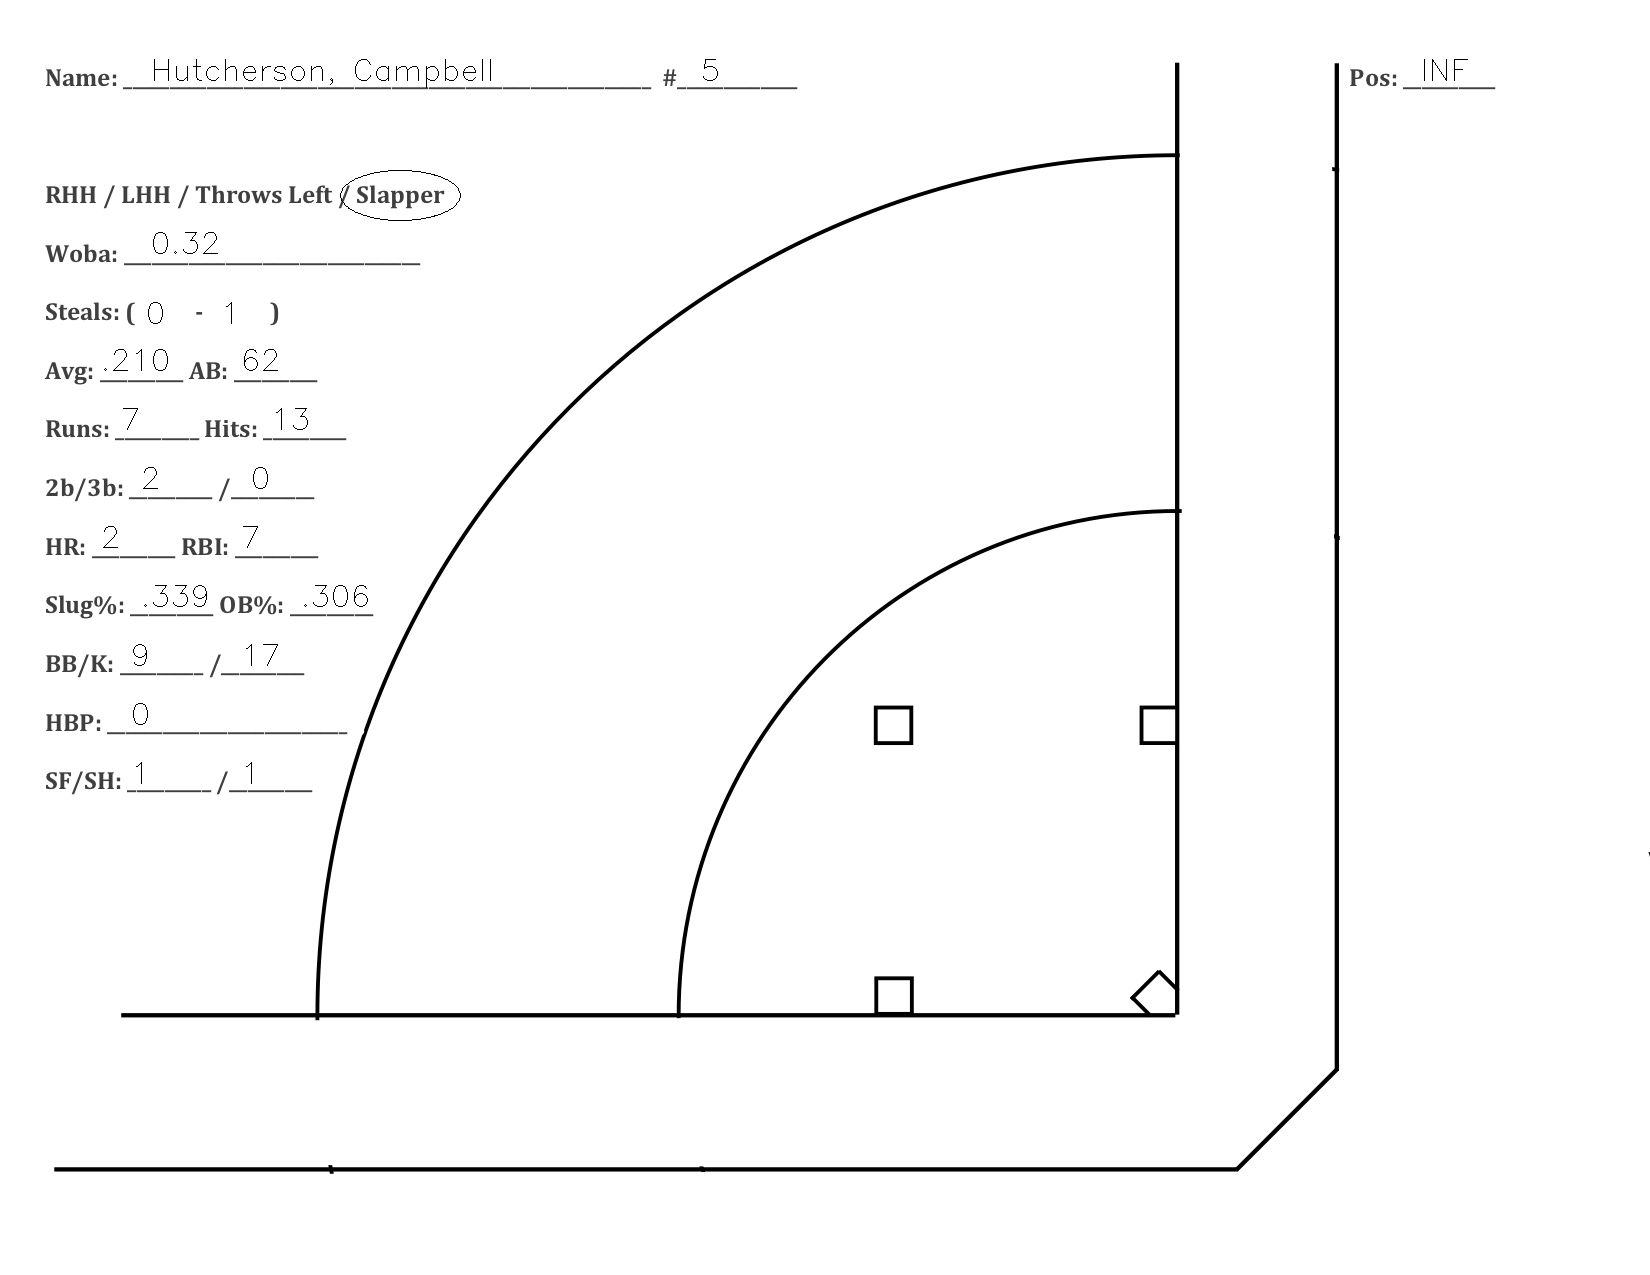 Name: Hutcherson, Campbell # 5 Pos: INF
RHH / LHH / Throws Left / Slapper
Woba: 0.32
Steals: ( 0 - 1 )
Avg: .210 AB: 62
Runs: 7 Hits: 13
2b/3b: 2 / 0
HR: 2 RBI: 7
Slug%: .339 OB%: .306
BB/K: 9 / 17
HBP: 0
SF/SH: 1 / 1